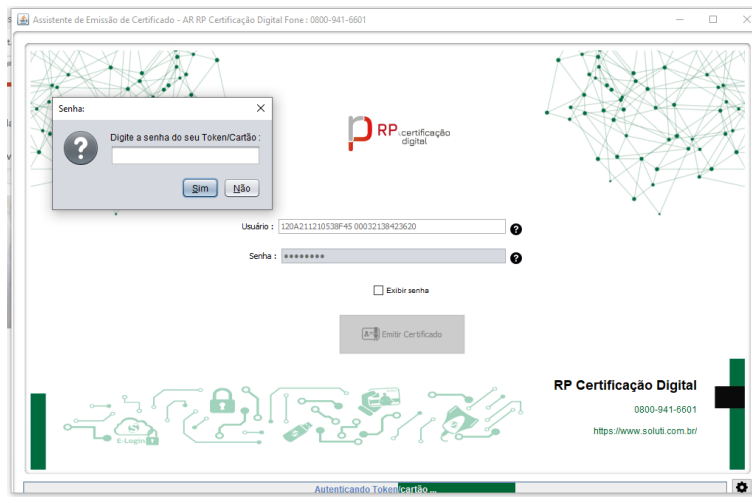 Assistente de Emissão de Certificado - AR RP Certificação Digital Fone : 0800-941-6601
Senha:
Digite a senha do seu Token/Cartão :
Sim
Não
RP certificação
digital
Usuário : 120A211210538F45 00032138423620
Senha : ********
Exibir senha
Emitir Certificado
E-Login
RP Certificação Digital
0800-941-6601
https://www.soluti.com.br/
Autenticando Token/cartão ...